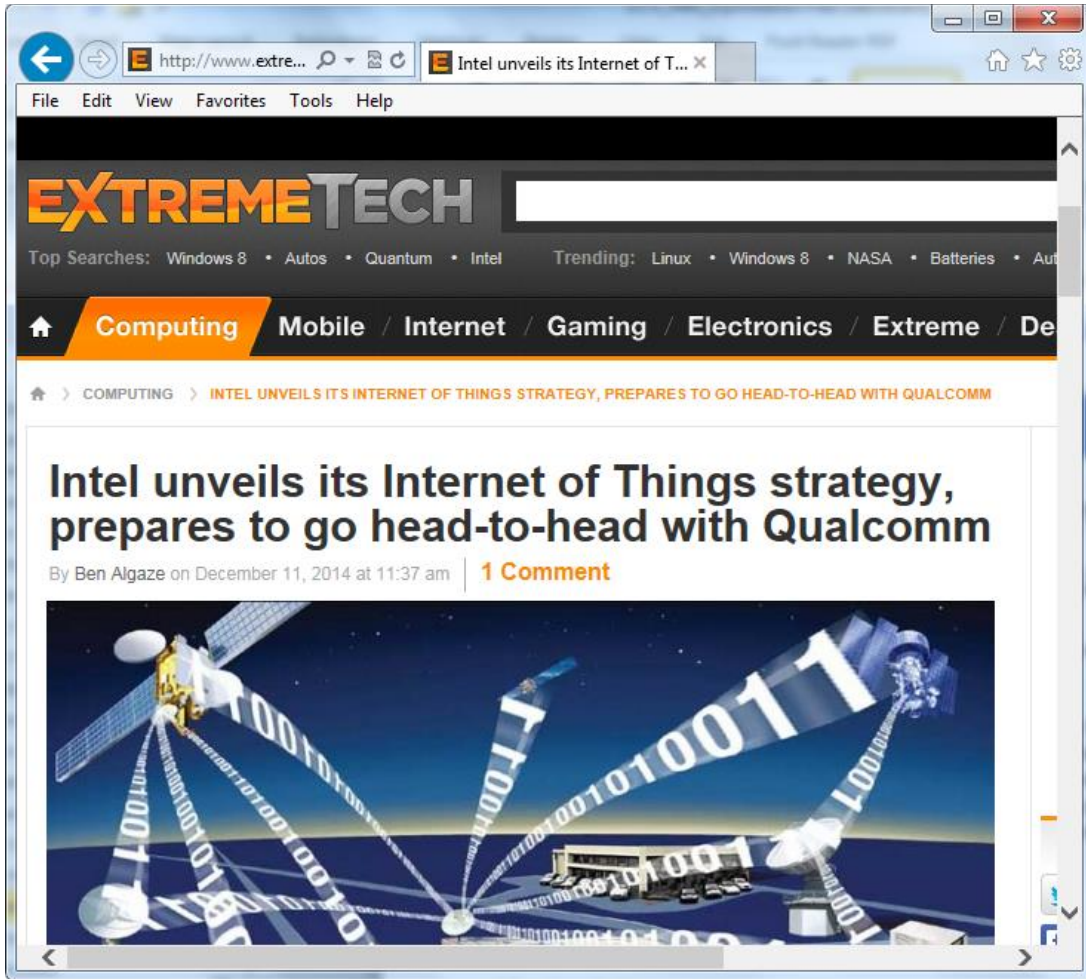 http://www.extre...
Intel unveils its Internet of T...
File Edit View Favorites Tools Help
EXTREMETECH
Top Searches: Windows 8 • Autos • Quantum • Intel Trending: Linux • Windows 8 • NASA • Batteries • Aut
Computing Mobile / Internet / Gaming / Electronics / Extreme / De
COMPUTING > INTEL UNVEILS ITS INTERNET OF THINGS STRATEGY, PREPARES TO GO HEAD-TO-HEAD WITH QUALCOMM
Intel unveils its Internet of Things strategy,
prepares to go head-to-head with Qualcomm
By Ben Algaze on December 11, 2014 at 11:37 am | 1 Comment